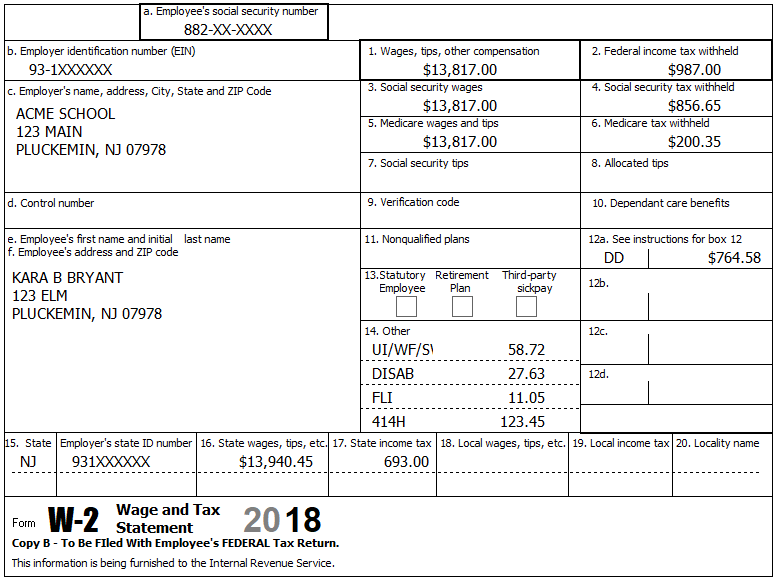 a. Employee's social security number
882-XX-XXXX
b. Employer identification number (EIN)
93-1XXXXXX
1. Wages, tips, other compensation
$13,817.00
2. Federal income tax withheld
$987.00
c. Employer's name, address, City, State and ZIP Code
ACME SCHOOL
123 MAIN
PLUCKEMIN, NJ 07978
3. Social security wages
$13,817.00
4. Social security tax withheld
$856.65
5. Medicare wages and tips
$13,817.00
6. Medicare tax withheld
$200.35
7. Social security tips
8. Allocated tips
d. Control number
9. Verification code
10. Dependant care benefits
e. Employee's first name and initial last name
f. Employee's address and ZIP code
KARA B BRYANT
123 ELM
PLUCKEMIN, NJ 07978
11. Nonqualified plans
12a. See instructions for box 12
DD $764.58
13.Statutory Employee
Retirement Plan
Third-party sickpay
12b.
14. Other
UI/WF/S\ 58.72
DISAB 27.63
FLI 11.05
414H 123.45
12c.
12d.
15. State Employer's state ID number 16. State wages, tips, etc. 17. State income tax 18. Local wages, tips, etc. 19. Local income tax 20. Locality name
NJ 931XXXXXX $13,940.45 693.00
Form W-2 Wage and Tax Statement 2018
Copy B - To Be FIled With Employee's FEDERAL Tax Return.
This information is being furnished to the Internal Revenue Service.